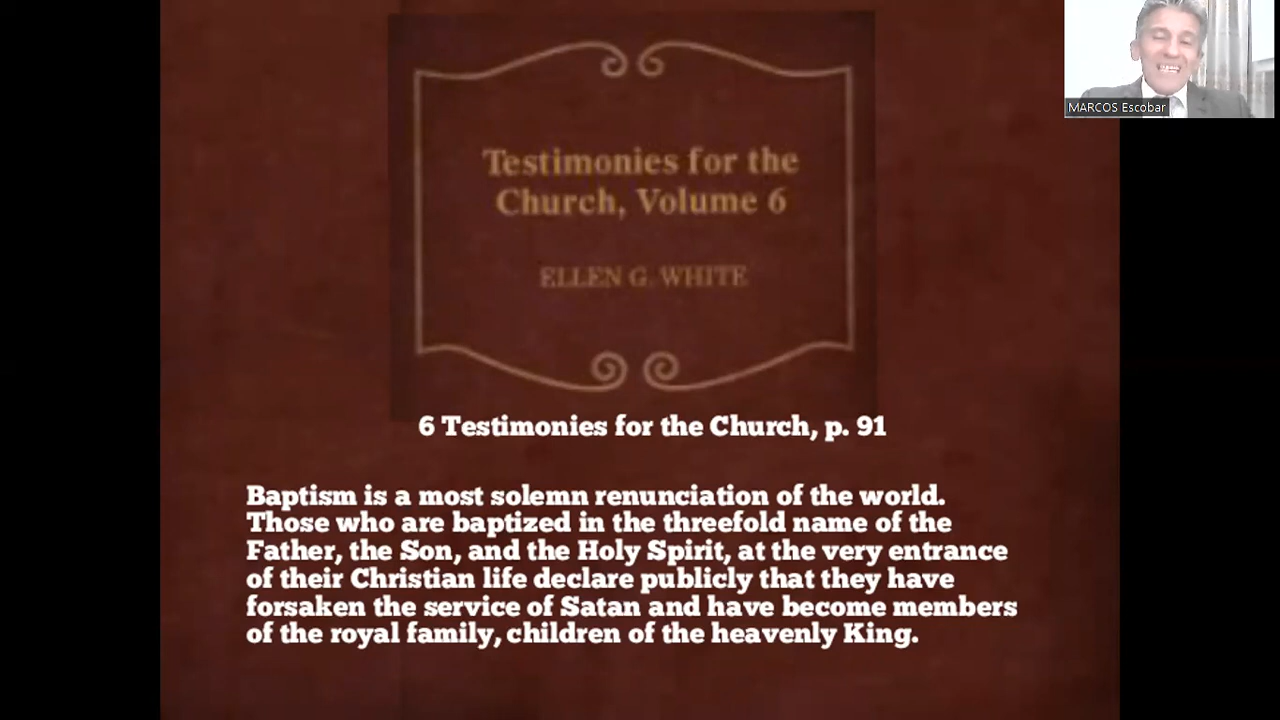 MARCOS Escobar
Testimonies for the
Church, Volume 6
ELLEN G. WHITE
6 Testimonies for the Church, p. 91
Baptism is a most solemn renunciation of the world.
Those who are baptized in the threefold name of the
Father, the Son, and the Holy Spirit, at the very entrance
of their Christian life declare publicly that they have
forsaken the service of Satan and have become members
of the royal family, children of the heavenly King.